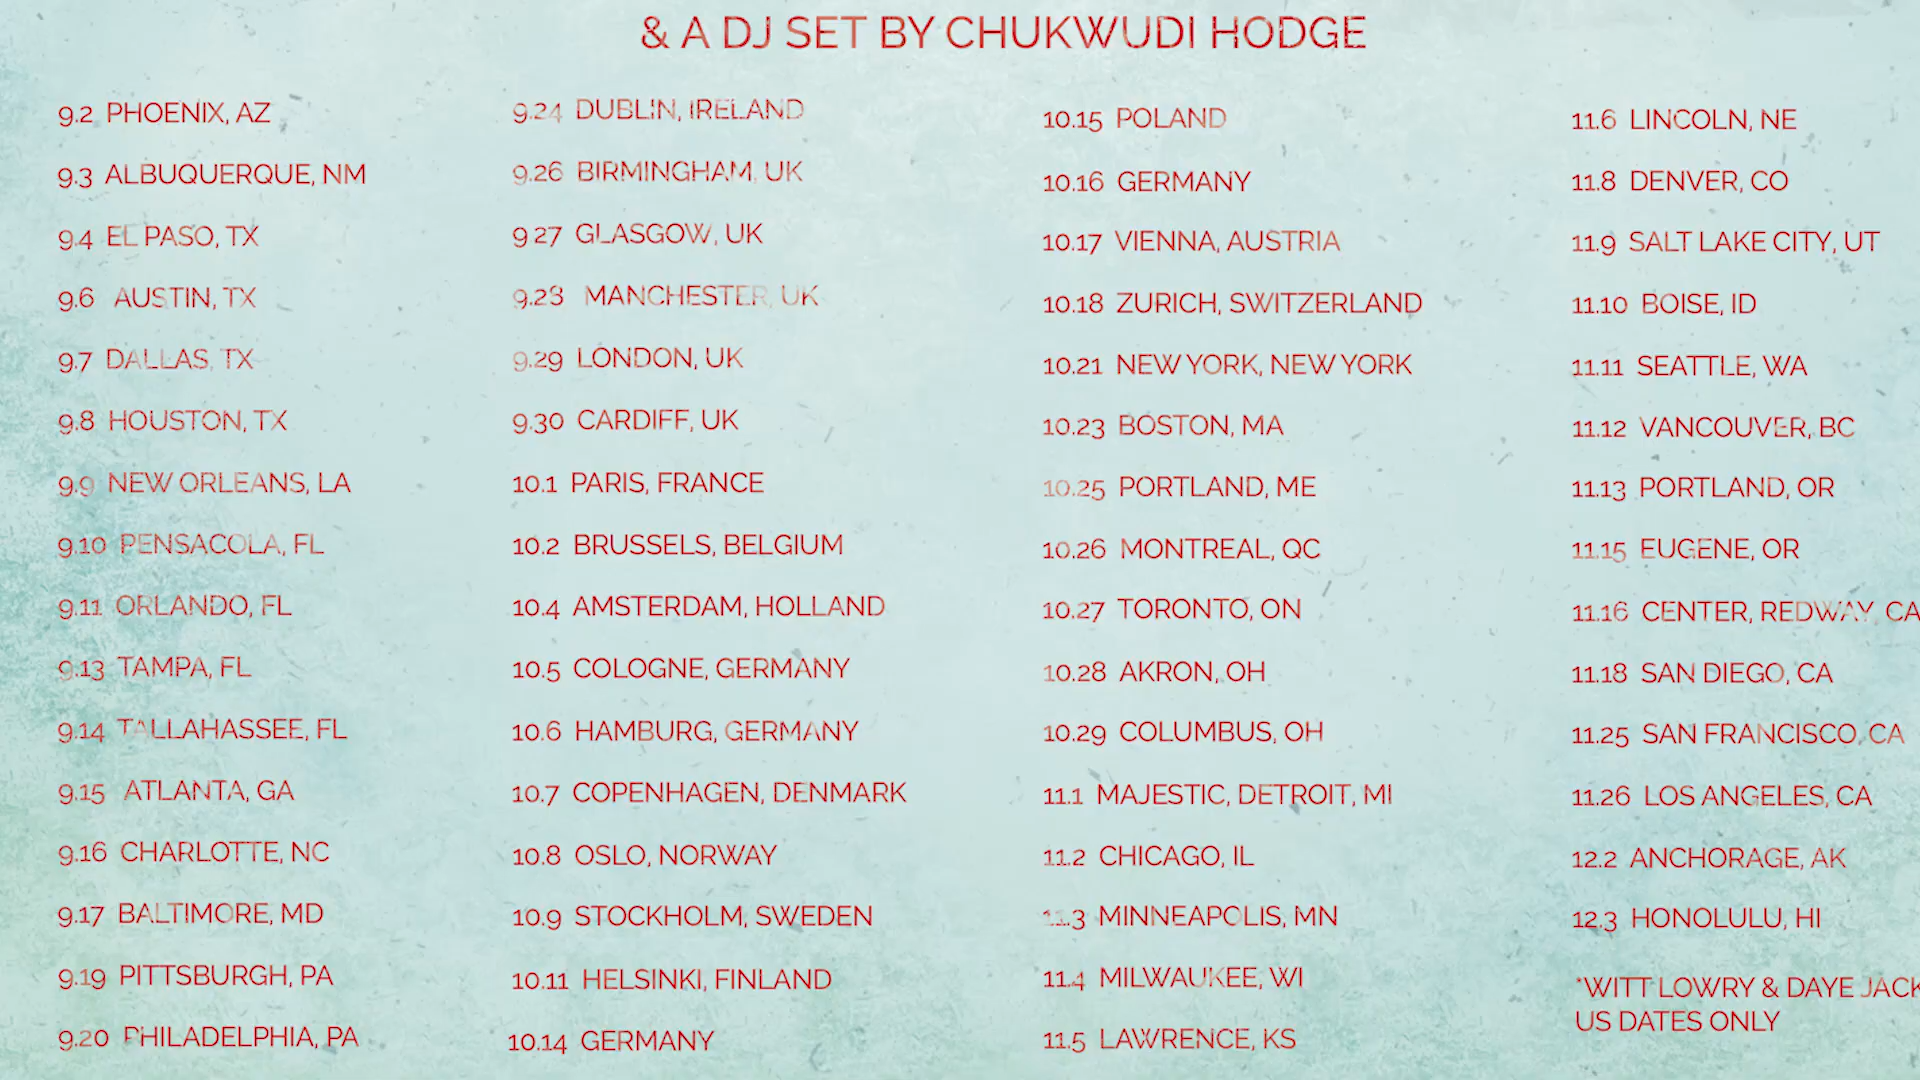 & A DJ SET BY CHUKWUDI HODGE
9.2 PHOENIX, AZ
9.3 ALBUQUERQUE, NM
9.4 EL PASO, TX
9.6 AUSTIN, TX
9.7 DALLAS, TX
9.8 HOUSTON, TX
9.9 NEW ORLEANS, LA
9.10 PENSACOLA, FL
9.11 ORLANDO, FL
9.13 TAMPA, FL
9.14 TALLAHASSEE, FL
9.15 ATLANTA, GA
9.16 CHARLOTTE, NC
9.17 BALTIMORE, MD
9.19 PITTSBURGH, PA
9.20 PHILADELPHIA, PA
9.24 DUBLIN, IRELAND
9.26 BIRMINGHAM, UK
9.27 GLASGOW, UK
9.28 MANCHESTER, UK
9.29 LONDON, UK
9.30 CARDIFF, UK
10.1 PARIS, FRANCE
10.2 BRUSSELS, BELGIUM
10.4 AMSTERDAM, HOLLAND
10.5 COLOGNE, GERMANY
10.6 HAMBURG, GERMANY
10.7 COPENHAGEN, DENMARK
10.8 OSLO, NORWAY
10.9 STOCKHOLM, SWEDEN
10.11 HELSINKI, FINLAND
10.14 GERMANY
10.15 POLAND
10.16 GERMANY
10.17 VIENNA, AUSTRIA
10.18 ZURICH, SWITZERLAND
10.21 NEW YORK, NEW YORK
10.23 BOSTON, MA
10.25 PORTLAND, ME
10.26 MONTREAL, QC
10.27 TORONTO, ON
10.28 AKRON, OH
10.29 COLUMBUS, OH
11.1 MAJESTIC, DETROIT, MI
11.2 CHICAGO, IL
11.3 MINNEAPOLIS, MN
11.4 MILWAUKEE, WI
11.5 LAWRENCE, KS
11.6 LINCOLN, NE
11.8 DENVER, CO
11.9 SALT LAKE CITY, UT
11.10 BOISE, ID
11.11 SEATTLE, WA
11.12 VANCOUVER, BC
11.13 PORTLAND, OR
11.15 EUGENE, OR
11.16 CENTER, REDWAY, CA
11.18 SAN DIEGO, CA
11.25 SAN FRANCISCO, CA
11.26 LOS ANGELES, CA
12.2 ANCHORAGE, AK
12.3 HONOLULU, HI
*WITT LOWRY & DAYE JACK
US DATES ONLY